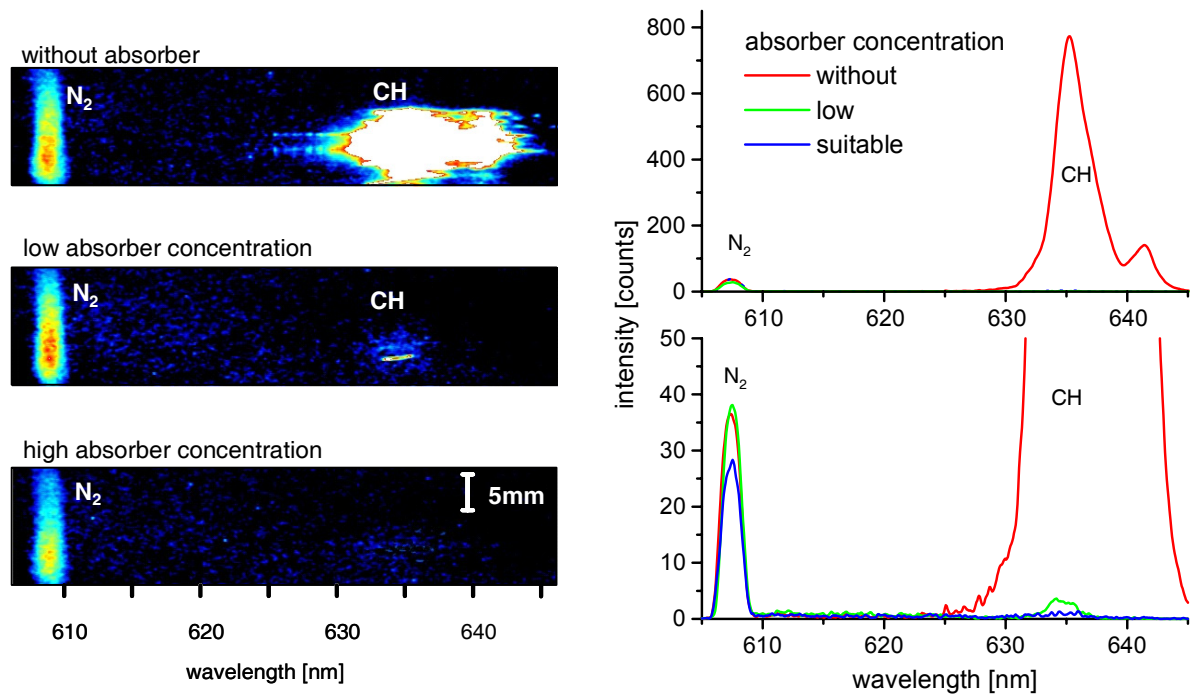 without absorber
N₂
CH
low absorber concentration
N₂
CH
high absorber concentration
N₂
5mm
610 620 630 640
wavelength [nm]
intensity [counts]
800
600
400
200
0
absorber concentration
without
low
suitable
CH
N₂
610 620 630 640
50
40
30
20
10
0
N₂
CH
610 620 630 640
wavelength [nm]